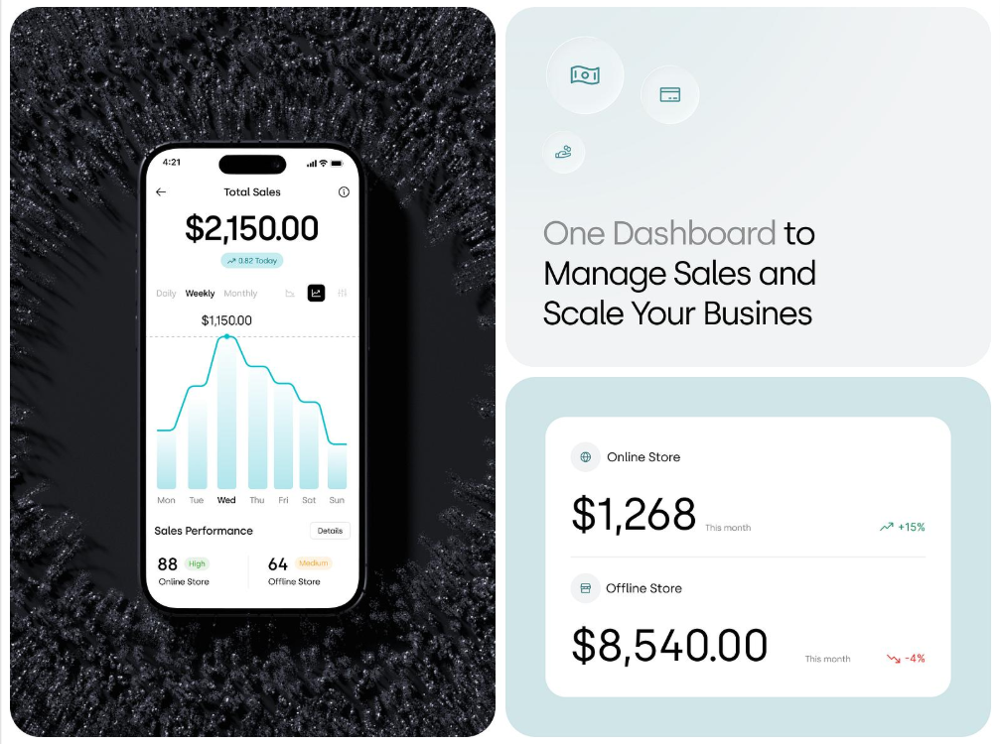 4:21
Total Sales
$2,150.00
0.82 Today
Daily Weekly Monthly
$1,150.00
Mon Tue Wed Thu Fri Sat Sun
Sales Performance Details
88 High 64 Medium
Online Store Offline Store
One Dashboard to
Manage Sales and
Scale Your Busines
Online Store
$1,268 This month +15%
Offline Store
$8,540.00 This month -4%